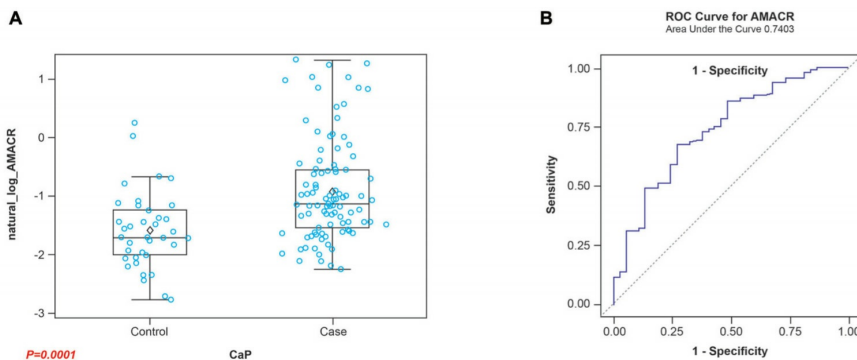 A
natural_log_AMACR
1
0
-1
-2
-3
Control
Case
P=0.0001
CaP
B
ROC Curve for AMACR
Area Under the Curve 0.7403
1 - Specificity
Sensitivity
1.00
0.75
0.50
0.25
0.00
0.00
0.25
0.50
0.75
1.00
1 - Specificity